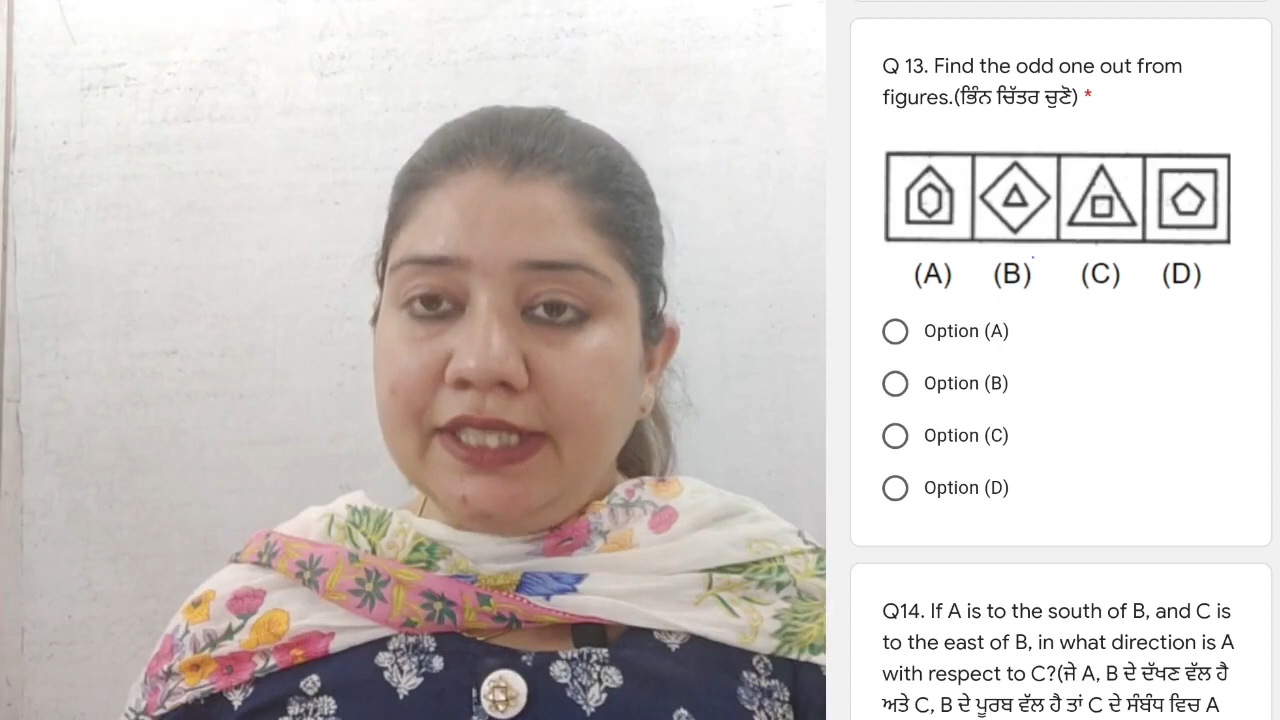 Q 13. Find the odd one out from
figures.(ਭਿੰਨ ਚਿੱਤਰ ਚੁਣੋ) *
(A) (B) (C) (D)
Option (A)
Option (B)
Option (C)
Option (D)
Q14. If A is to the south of B, and C is
to the east of B, in what direction is A
with respect to C?(ਜੇ A, B ਦੇ ਦੱਖਣ ਵੱਲ ਹੈ
ਅਤੇ C, B ਦੇ ਪੂਰਬ ਵੱਲ ਹੈ ਤਾਂ C ਦੇ ਸੰਬੰਧ ਵਿਚ A